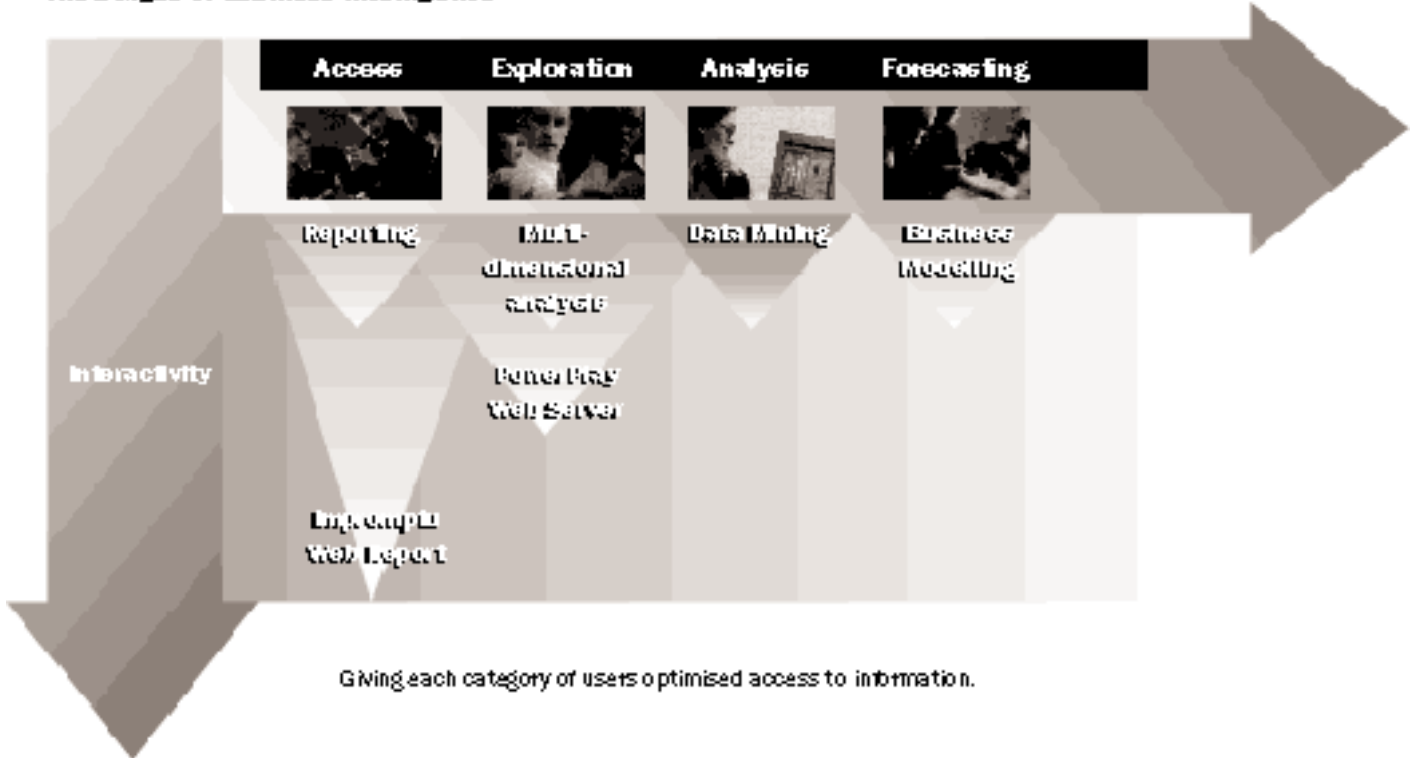 Access Exploration Analysis Forecasting
Reporting
Multi-
dimensional
analysis
Data Mining
Business
Modelling
Interactivity
PowerPlay
Web Server
Impromptu
Web Report
Giving each category of users optimised access to information.